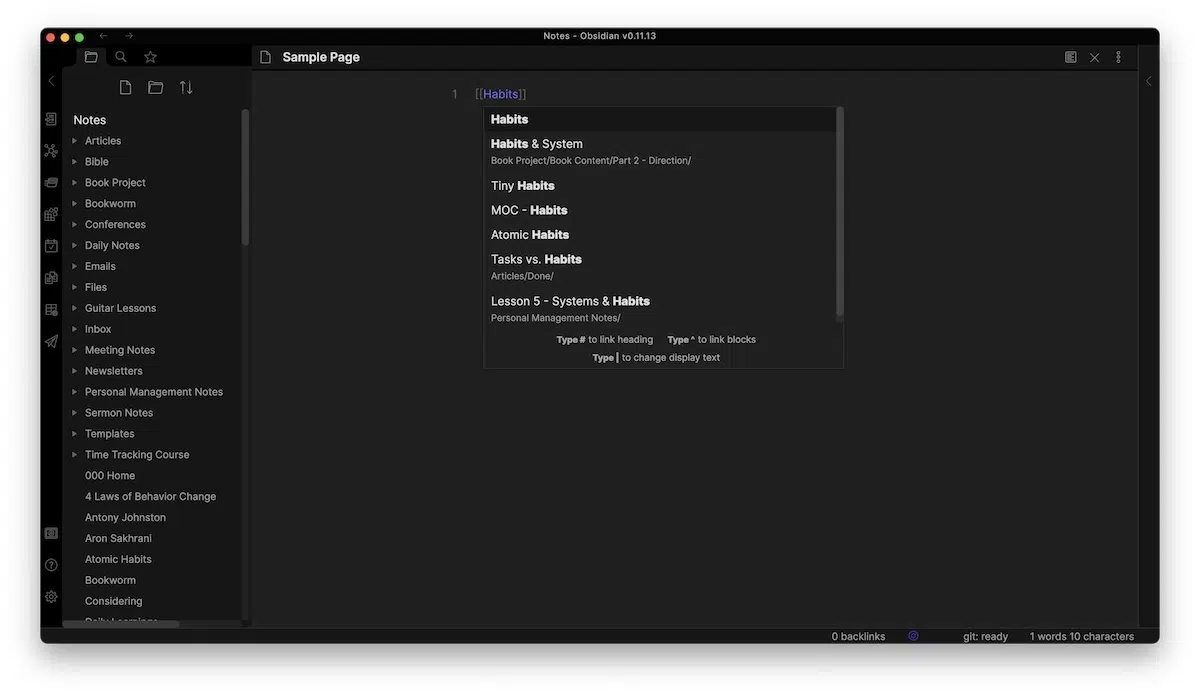 Notes - Obsidian v0.11.13
Sample Page
Notes
Articles
Bible
Book Project
Bookworm
Conferences
Daily Notes
Emails
Files
Guitar Lessons
Inbox
Meeting Notes
Newsletters
Personal Management Notes
Sermon Notes
Templates
Time Tracking Course
000 Home
4 Laws of Behavior Change
Antony Johnston
Aron Sakhrani
Atomic Habits
Bookworm
Considering
1 [[Habits]]
Habits
Habits & System
Book Project/Book Content/Part 2 - Direction/
Tiny Habits
MOC - Habits
Atomic Habits
Tasks vs. Habits
Articles/Done/
Lesson 5 - Systems & Habits
Personal Management Notes/
Type # to link heading Type ^ to link blocks
Type | to change display text
0 backlinks git: ready 1 words 10 characters